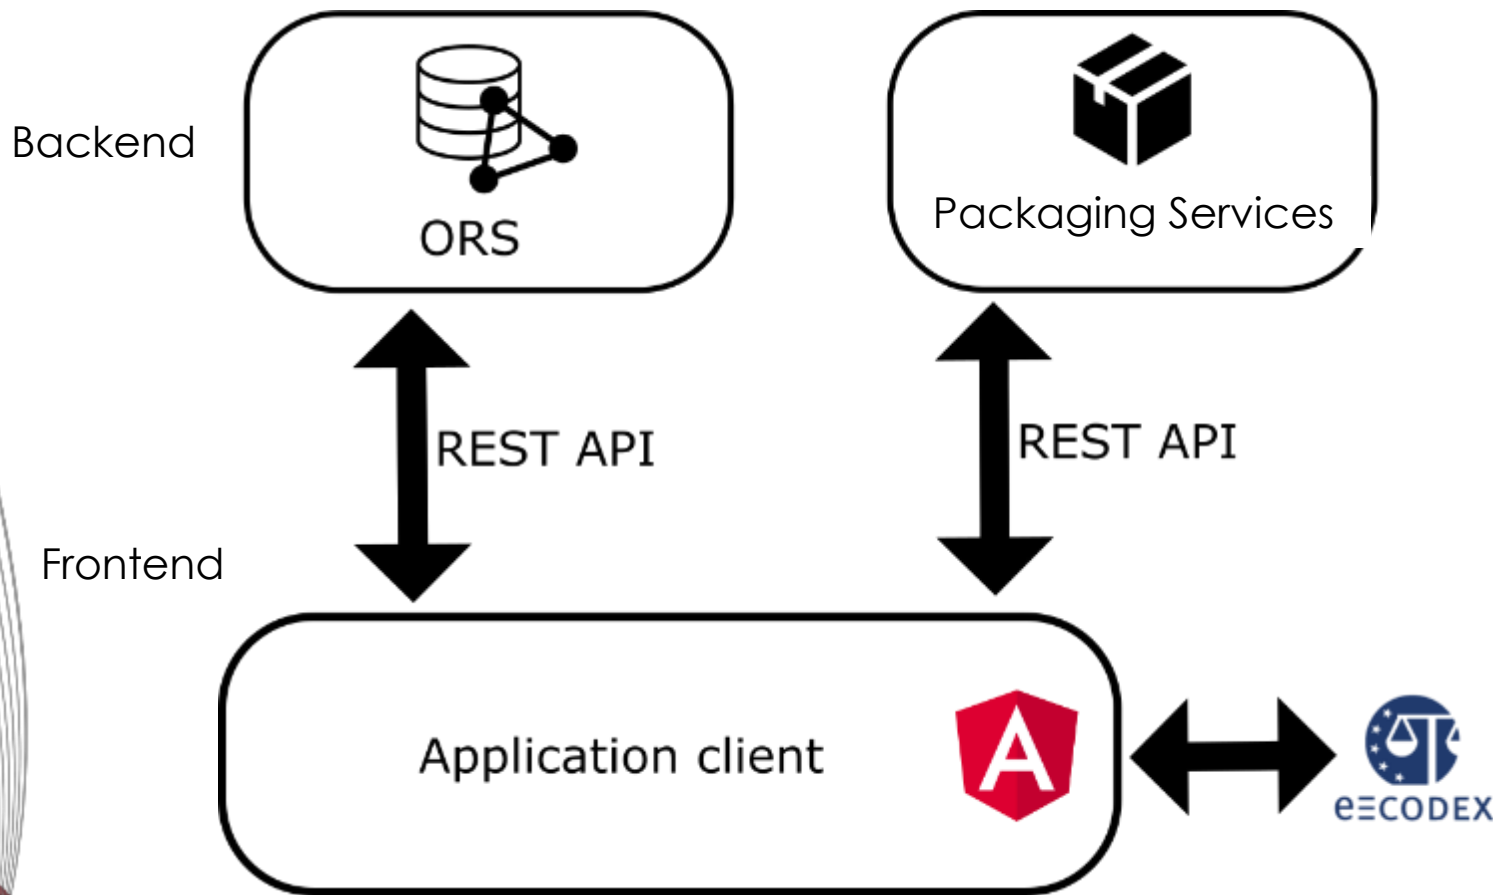 Backend
ORS
Packaging Services
REST API
REST API
Frontend
Application client
A
e≡CODEX